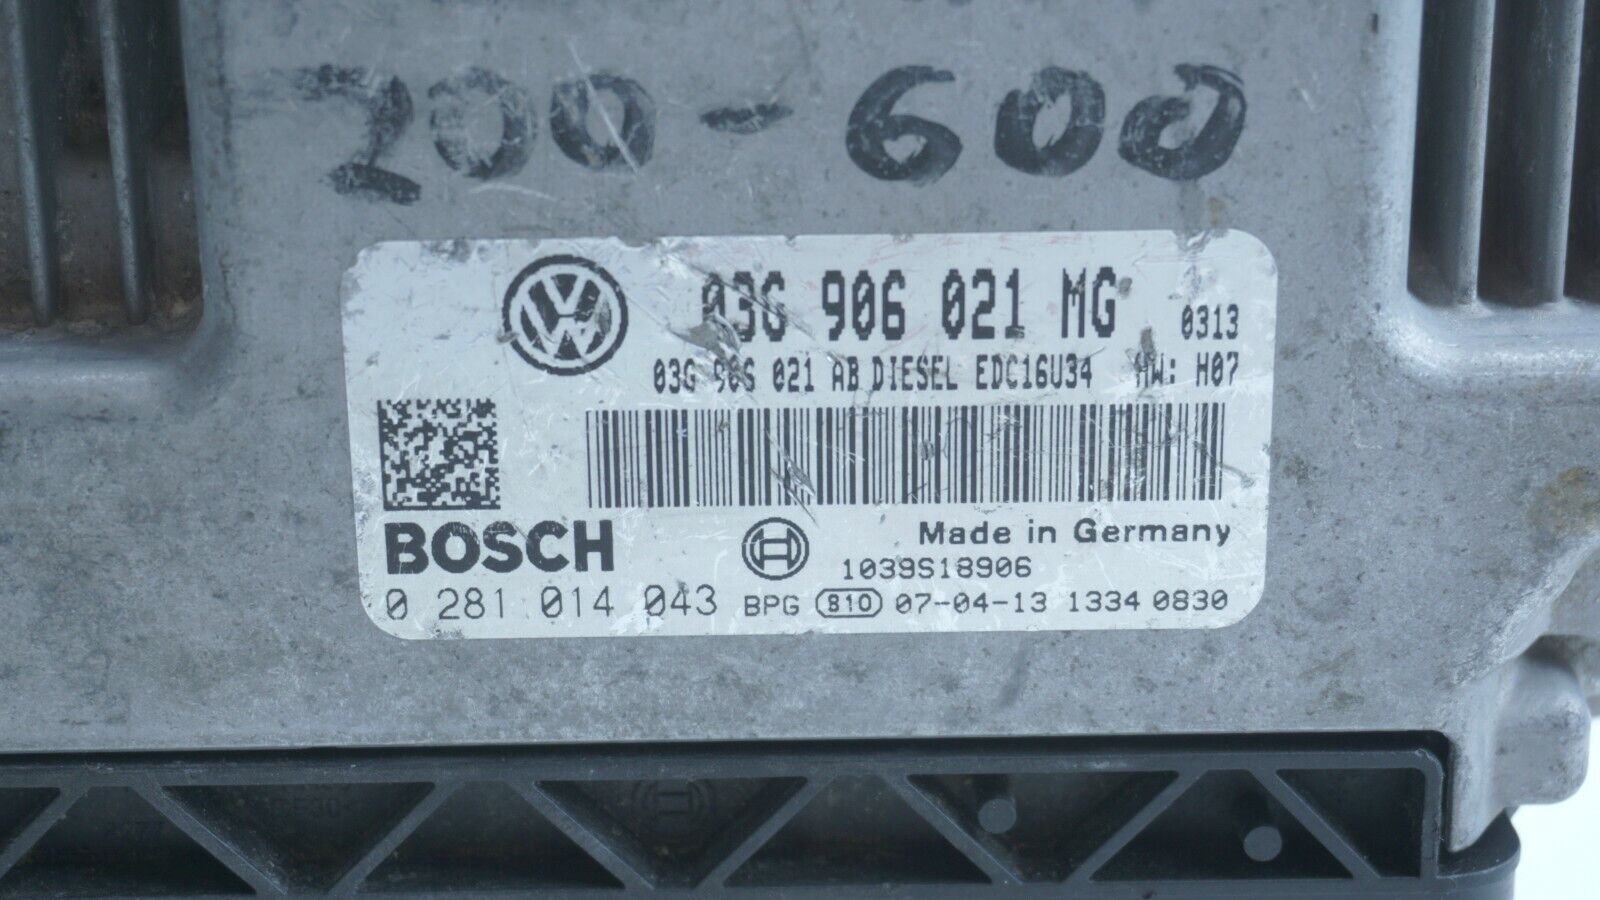 200-600
03G 906 021 MG 0313
03G 906 021 AB DIESEL EDC16U34 HW: H07
BOSCH Made in Germany
1039S18906
0 281 014 043 BPG 810 07-04-13 1334 0830